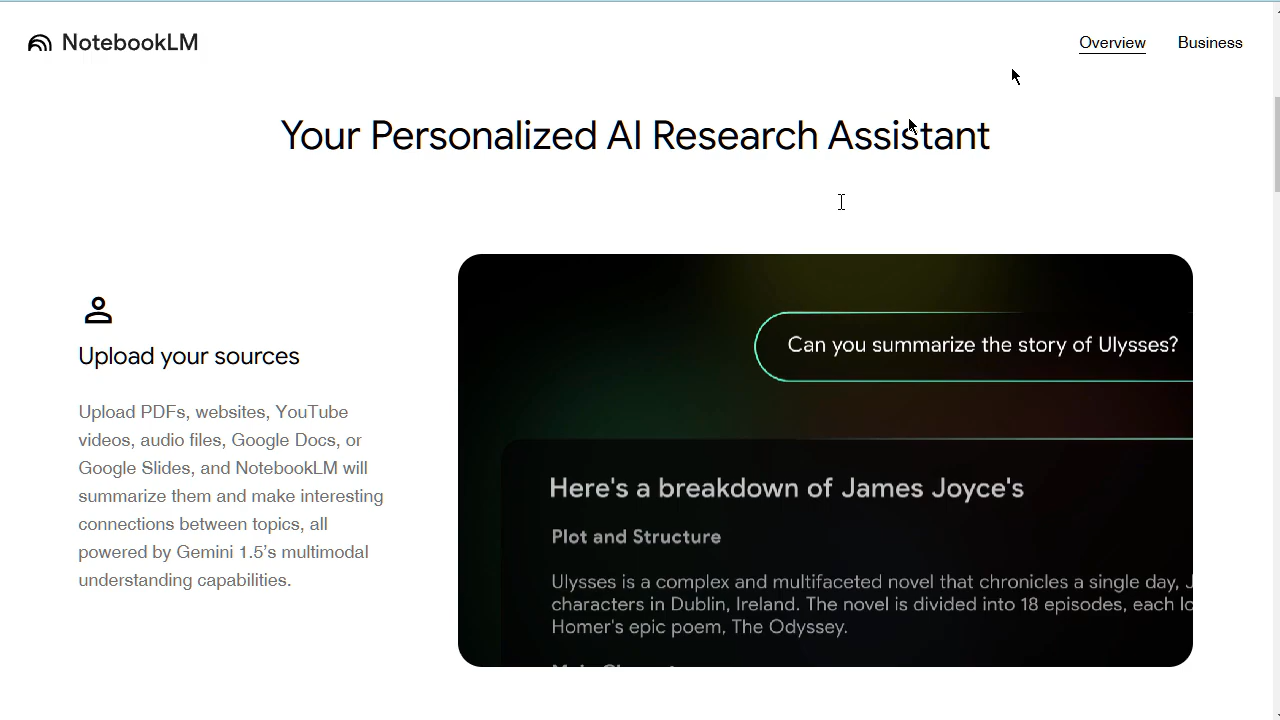 NotebookLM
Overview
Business
Your Personalized AI Research Assistant
Upload your sources
Upload PDFs, websites, YouTube
videos, audio files, Google Docs, or
Google Slides, and NotebookLM will
summarize them and make interesting
connections between topics, all
powered by Gemini 1.5’s multimodal
understanding capabilities.
Can you summarize the story of Ulysses?
Here's a breakdown of James Joyce's
Plot and Structure
Ulysses is a complex and multifaceted novel that chronicles a single day, J
characters in Dublin, Ireland. The novel is divided into 18 episodes, each lo
Homer's epic poem, The Odyssey.